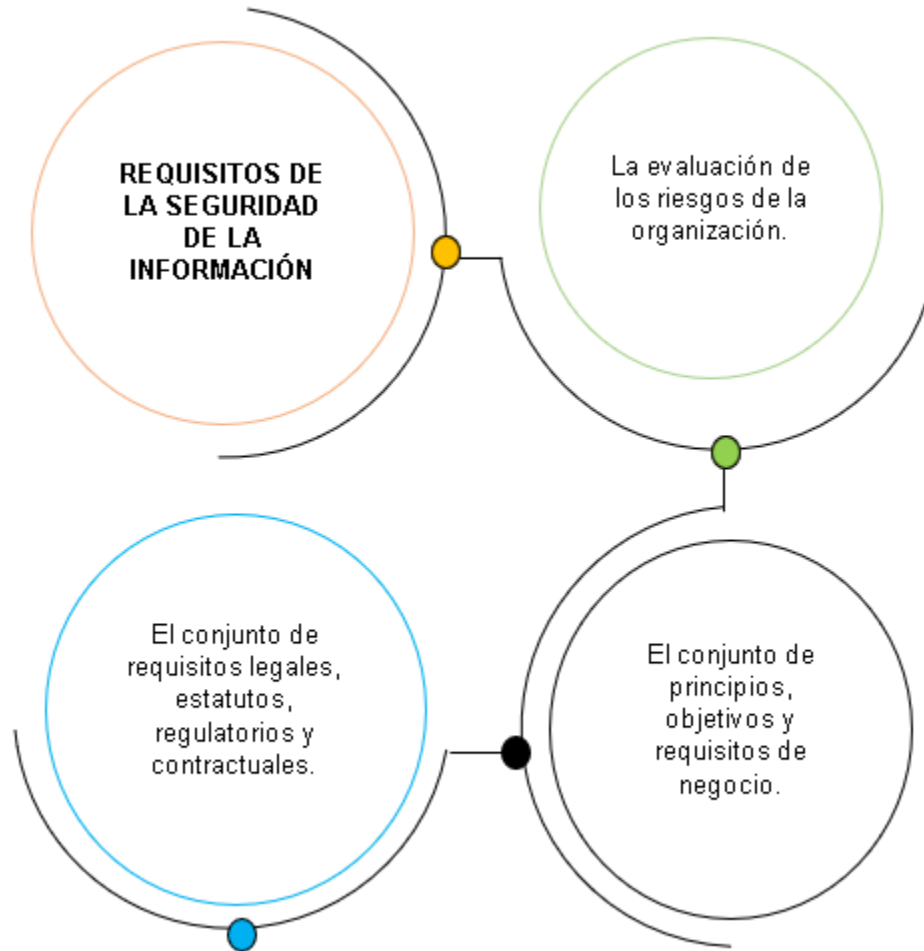 REQUISITOS DE
LA SEGURIDAD
DE LA
INFORMACIÓN
La evaluación de
los riesgos de la
organización.
El conjunto de
principios,
objetivos y
requisitos de
negocio.
El conjunto de
requisitos legales,
estatutos,
regulatorios y
contractuales.